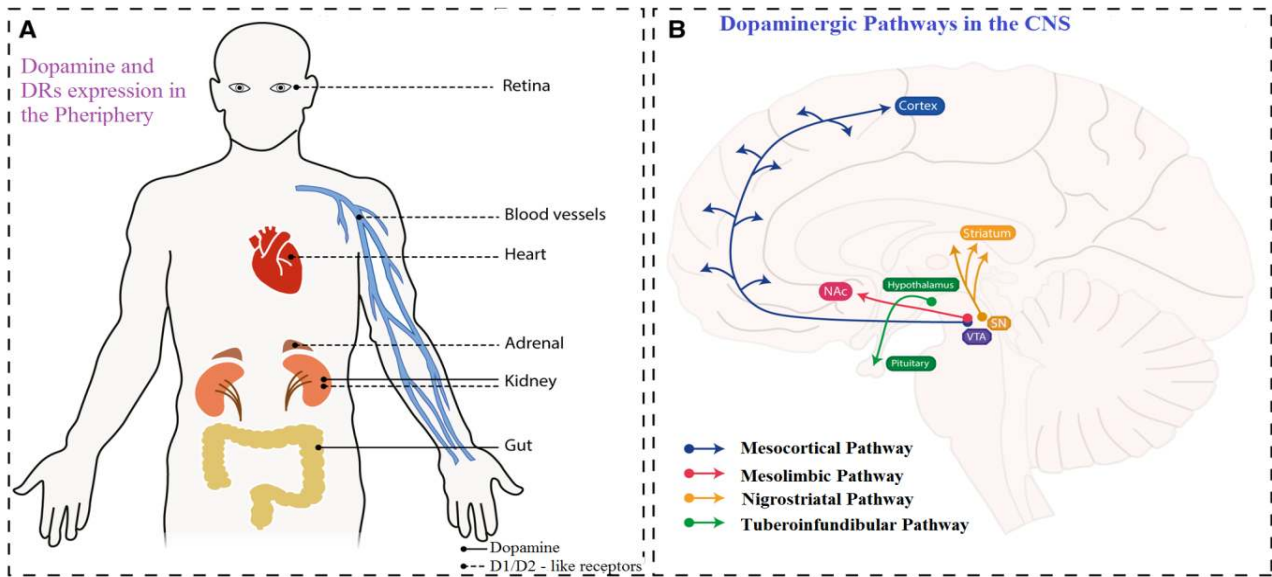 A
Dopamine and
DRs expression in
the Pheriphery
Retina
Blood vessels
Heart
Adrenal
Kidney
Gut
Dopamine
D1/D2 - like receptors
B
Dopaminergic Pathways in the CNS
Cortex
Striatum
Hypothalamus
NAc
SN
VTA
Pituitary
Mesocortical Pathway
Mesolimbic Pathway
Nigrostriatal Pathway
Tuberoinfundibular Pathway